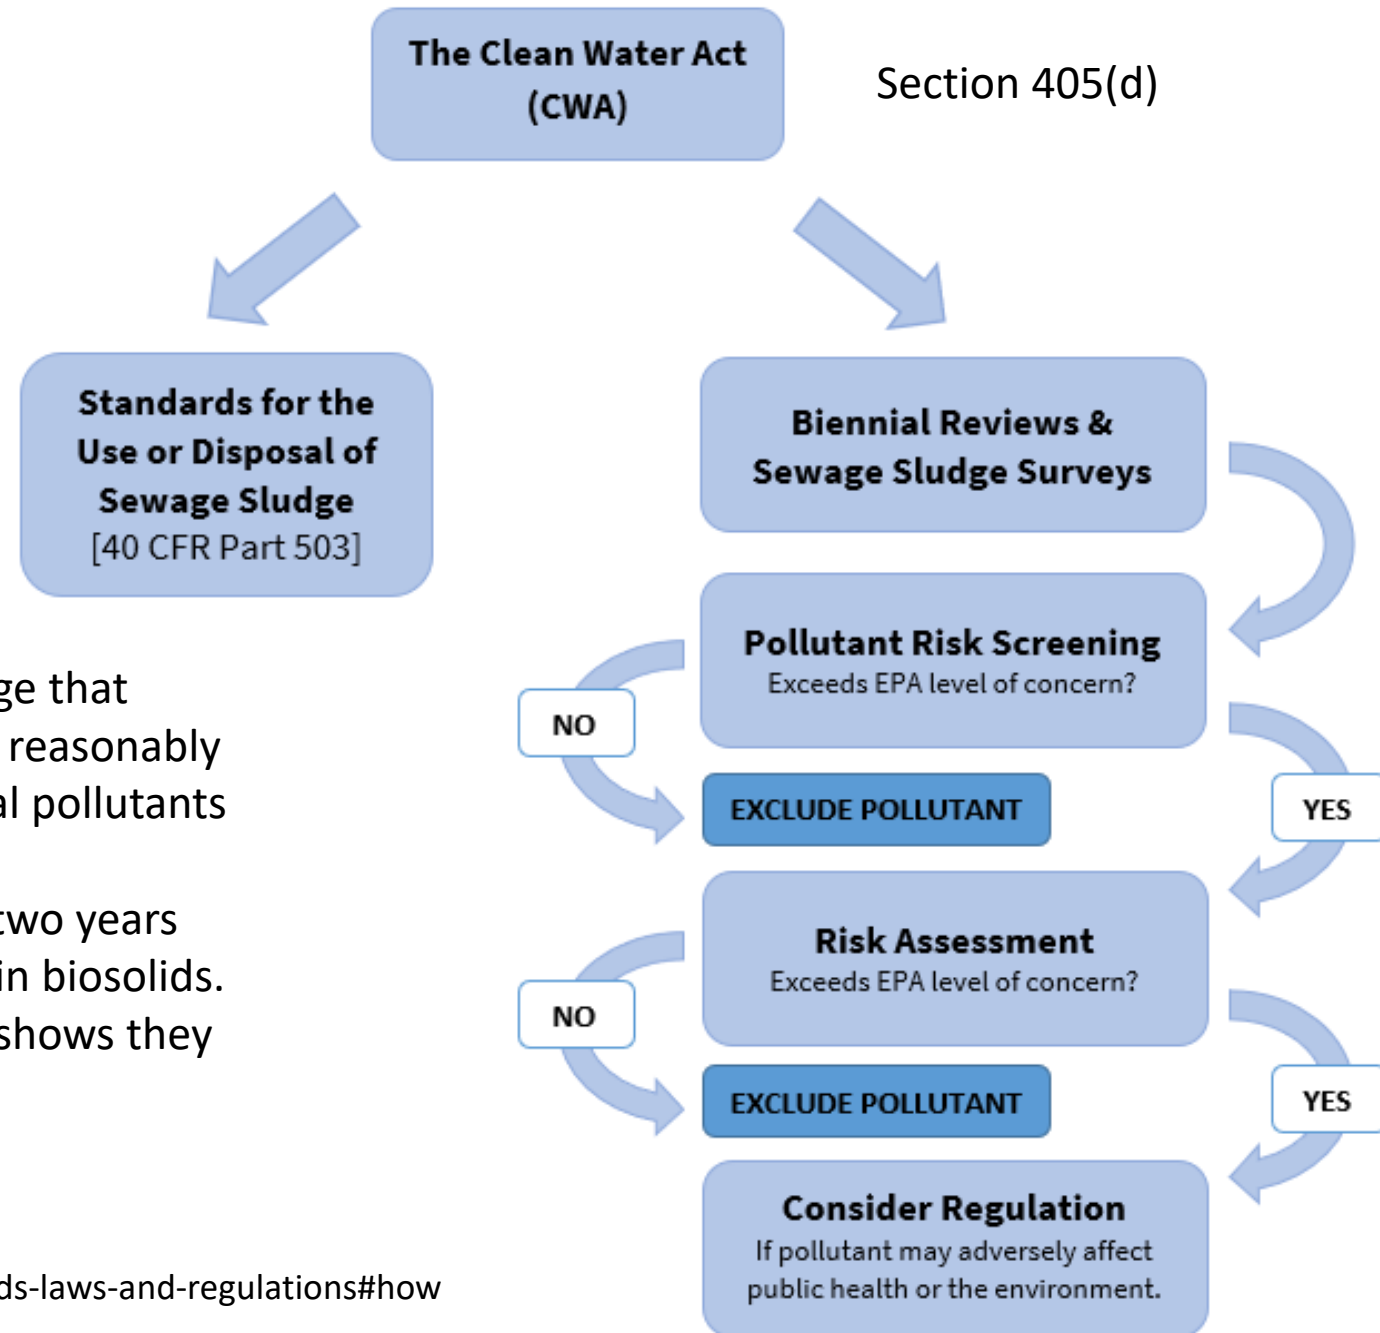 The Clean Water Act
(CWA)
Section 405(d)
Standards for the
Use or Disposal of
Sewage Sludge
[40 CFR Part 503]
Biennial Reviews &
Sewage Sludge Surveys
Pollutant Risk Screening
Exceeds EPA level of concern?
NO
EXCLUDE POLLUTANT
YES
Risk Assessment
Exceeds EPA level of concern?
NO
EXCLUDE POLLUTANT
YES
Consider Regulation
If pollutant may adversely affect
public health or the environment.
ge that
reasonably
al pollutants
two years
in biosolids.
shows they
ds-laws-and-regulations#how